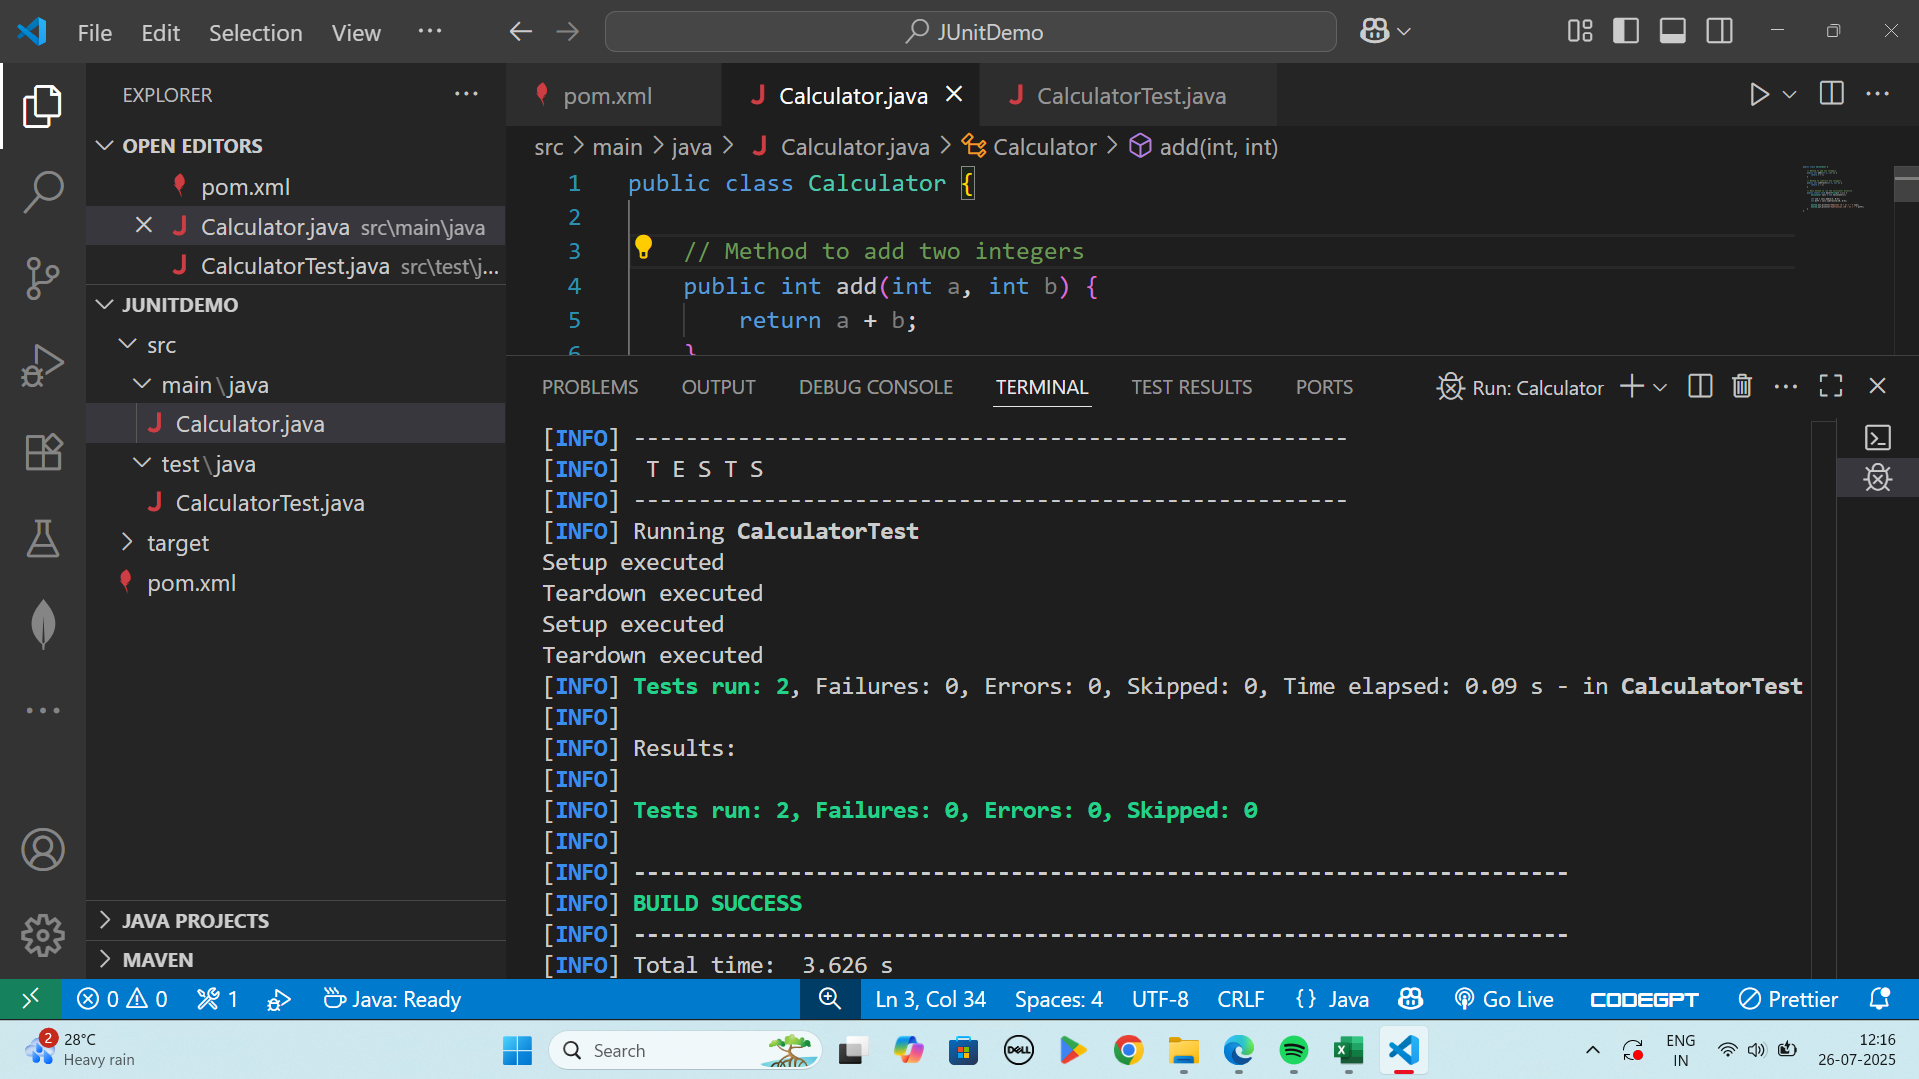 File Edit Selection View ···
JUnitDemo
EXPLORER
OPEN EDITORS
pom.xml
Calculator.java src\main\java
CalculatorTest.java src\test\j...
JUNITDEMO
src
main\java
Calculator.java
test\java
CalculatorTest.java
target
pom.xml
JAVA PROJECTS
MAVEN
pom.xml Calculator.java CalculatorTest.java
src > main > java > Calculator.java > Calculator > add(int, int)
1 public class Calculator {
2
3 // Method to add two integers
4 public int add(int a, int b) {
5 return a + b;
6 }
PROBLEMS OUTPUT DEBUG CONSOLE TERMINAL TEST RESULTS PORTS Run: Calculator
[INFO] -------------------------------------------------------
[INFO]  T E S T S
[INFO] -------------------------------------------------------
[INFO] Running CalculatorTest
Setup executed
Teardown executed
Setup executed
Teardown executed
[INFO] Tests run: 2, Failures: 0, Errors: 0, Skipped: 0, Time elapsed: 0.09 s - in CalculatorTest
[INFO]
[INFO] Results:
[INFO]
[INFO] Tests run: 2, Failures: 0, Errors: 0, Skipped: 0
[INFO]
[INFO] ------------------------------------------------------------------------
[INFO] BUILD SUCCESS
[INFO] ------------------------------------------------------------------------
[INFO] Total time:  3.626 s
0 0 1 Java: Ready Ln 3, Col 34 Spaces: 4 UTF-8 CRLF {} Java Go Live CODEGPT Prettier
2 28°C
Heavy rain
Search
DELL
ENG
IN
12:16
26-07-2025